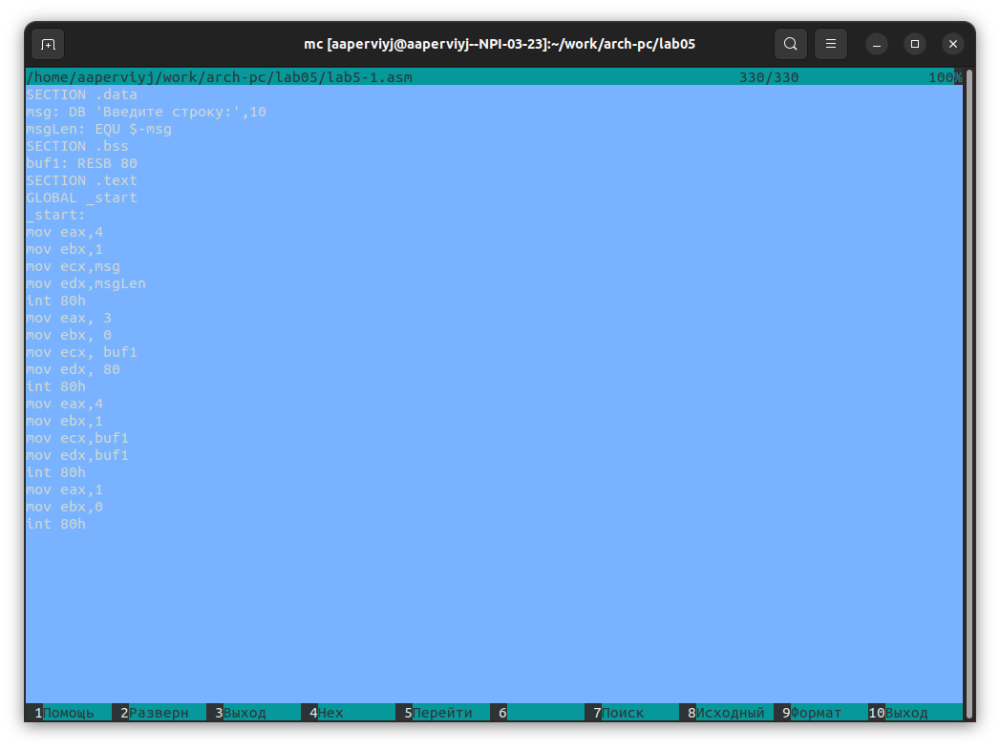 mc [aaperviyj@aaperviyj--NPI-03-23]:~/work/arch-pc/lab05
/home/aaperviyj/work/arch-pc/lab05/lab5-1.asm 330/330 100%
SECTION .data
msg: DB 'Введите строку:',10
msgLen: EQU $-msg
SECTION .bss
buf1: RESB 80
SECTION .text
GLOBAL _start
_start:
mov eax,4
mov ebx,1
mov ecx,msg
mov edx,msgLen
int 80h
mov eax, 3
mov ebx, 0
mov ecx, buf1
mov edx, 80
int 80h
mov eax,4
mov ebx,1
mov ecx,buf1
mov edx,buf1
int 80h
mov eax,1
mov ebx,0
int 80h
1Помощь 2Разверн 3Выход 4Hex 5Перейти 6 7Поиск 8Исходный 9Формат 10Выход